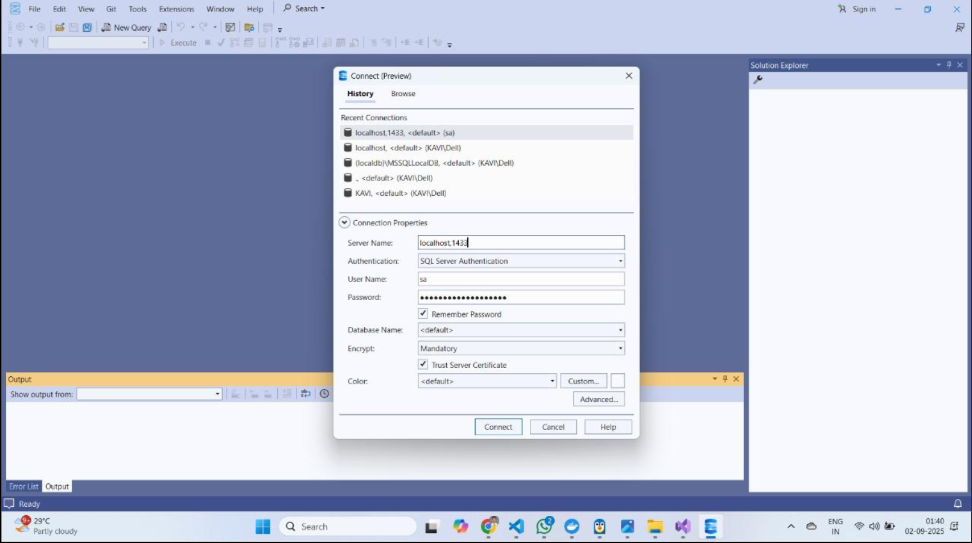 File Edit View Git Tools Extensions Window Help Search Sign in
New Query
Execute
Solution Explorer
Connect (Preview)
History Browse
Recent Connections
localhost,1433, <default> (sa)
localhost, <default> (KAVI\Dell)
(localdb)\MSSQLLocalDB, <default> (KAVI\Dell)
., <default> (KAVI\Dell)
KAVI, <default> (KAVI\Dell)
Connection Properties
Server Name: localhost,1433
Authentication: SQL Server Authentication
User Name: sa
Password: •••••••••••••••••••
Remember Password
Database Name: <default>
Encrypt: Mandatory
Trust Server Certificate
Color: <default> Custom...
Advanced...
Connect Cancel Help
Output
Show output from:
Error List Output
Ready
29°C
Partly cloudy
Search
ENG
IN
01:40
02-09-2025